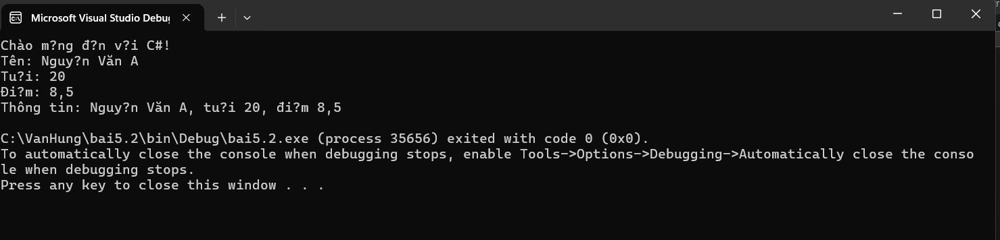 Microsoft Visual Studio Debug
Chào m?ng đ?n v?i C#!
Tên: Nguy?n Văn A
Tu?i: 20
Đi?m: 8,5
Thông tin: Nguy?n Văn A, tu?i 20, đi?m 8,5
C:\VanHung\bai5.2\bin\Debug\bai5.2.exe (process 35656) exited with code 0 (0x0).
To automatically close the console when debugging stops, enable Tools->Options->Debugging->Automatically close the conso
le when debugging stops.
Press any key to close this window . . .